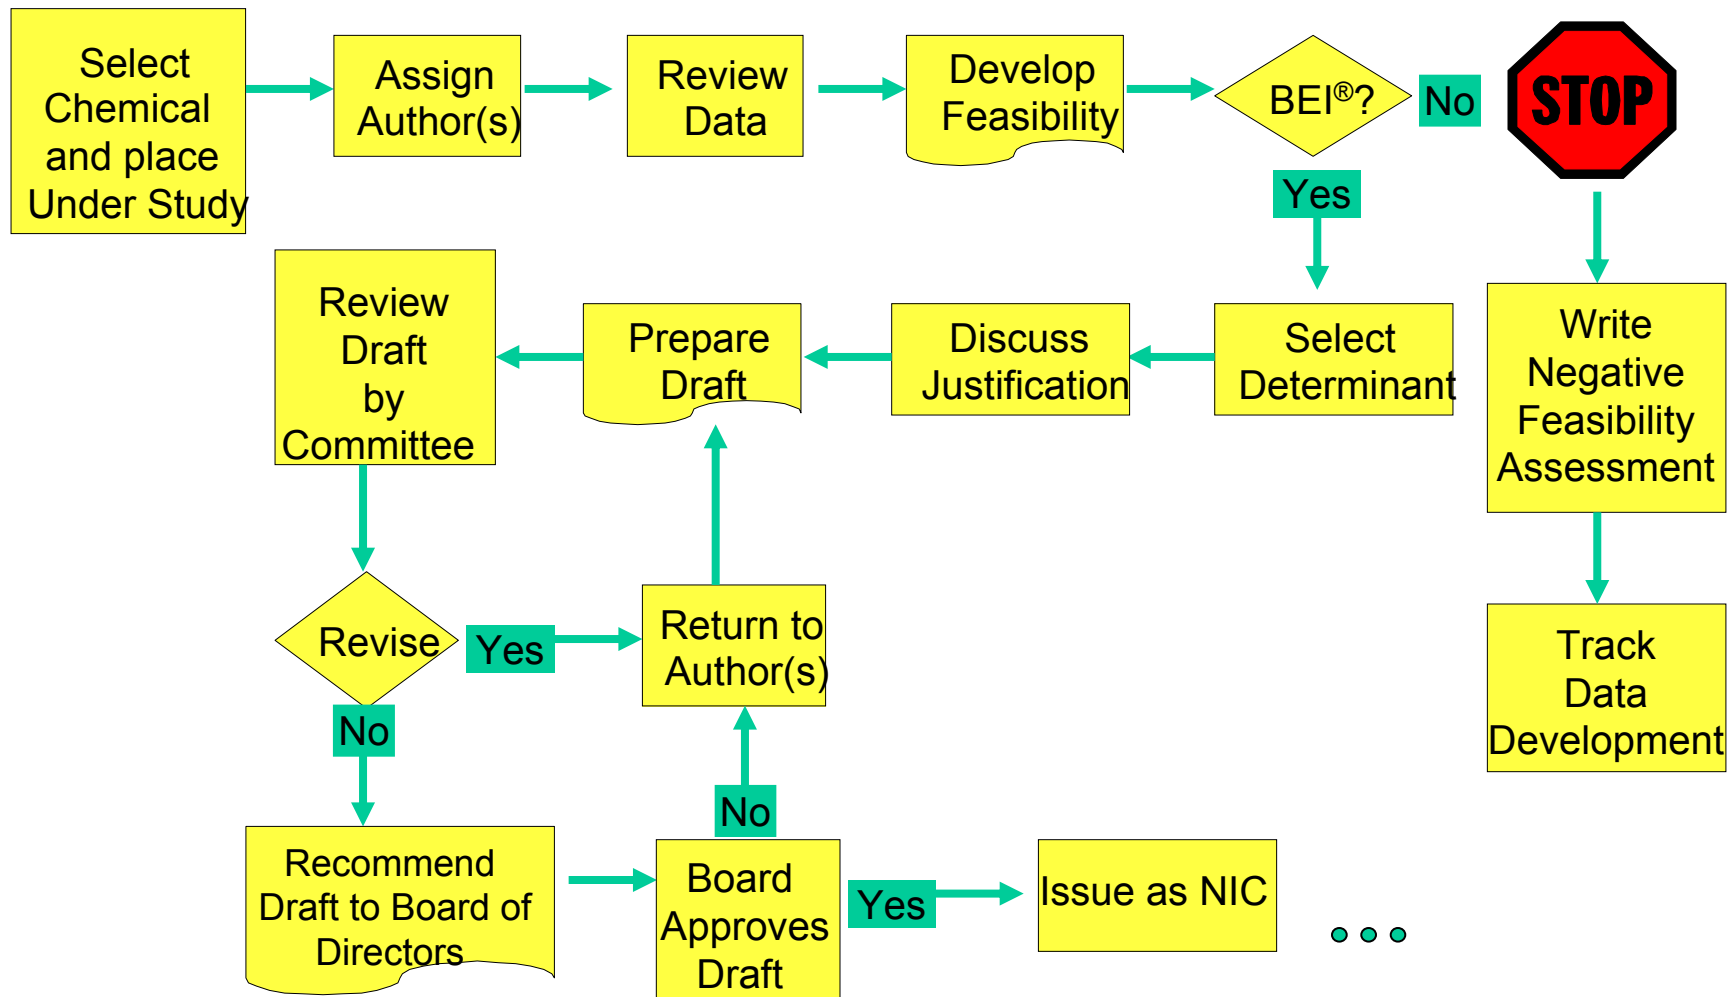 Select
Chemical
and place
Under Study
Assign
Author(s)
Review
Data
Develop
Feasibility
BEI®?
No
STOP
Yes
Review
Draft
by
Committee
Prepare
Draft
Discuss
Justification
Select
Determinant
Write
Negative
Feasibility
Assessment
Revise
Yes
Return to
Author(s)
Track
Data
Development
No
No
Recommend
Draft to Board of
Directors
Board
Approves
Draft
Yes
Issue as NIC